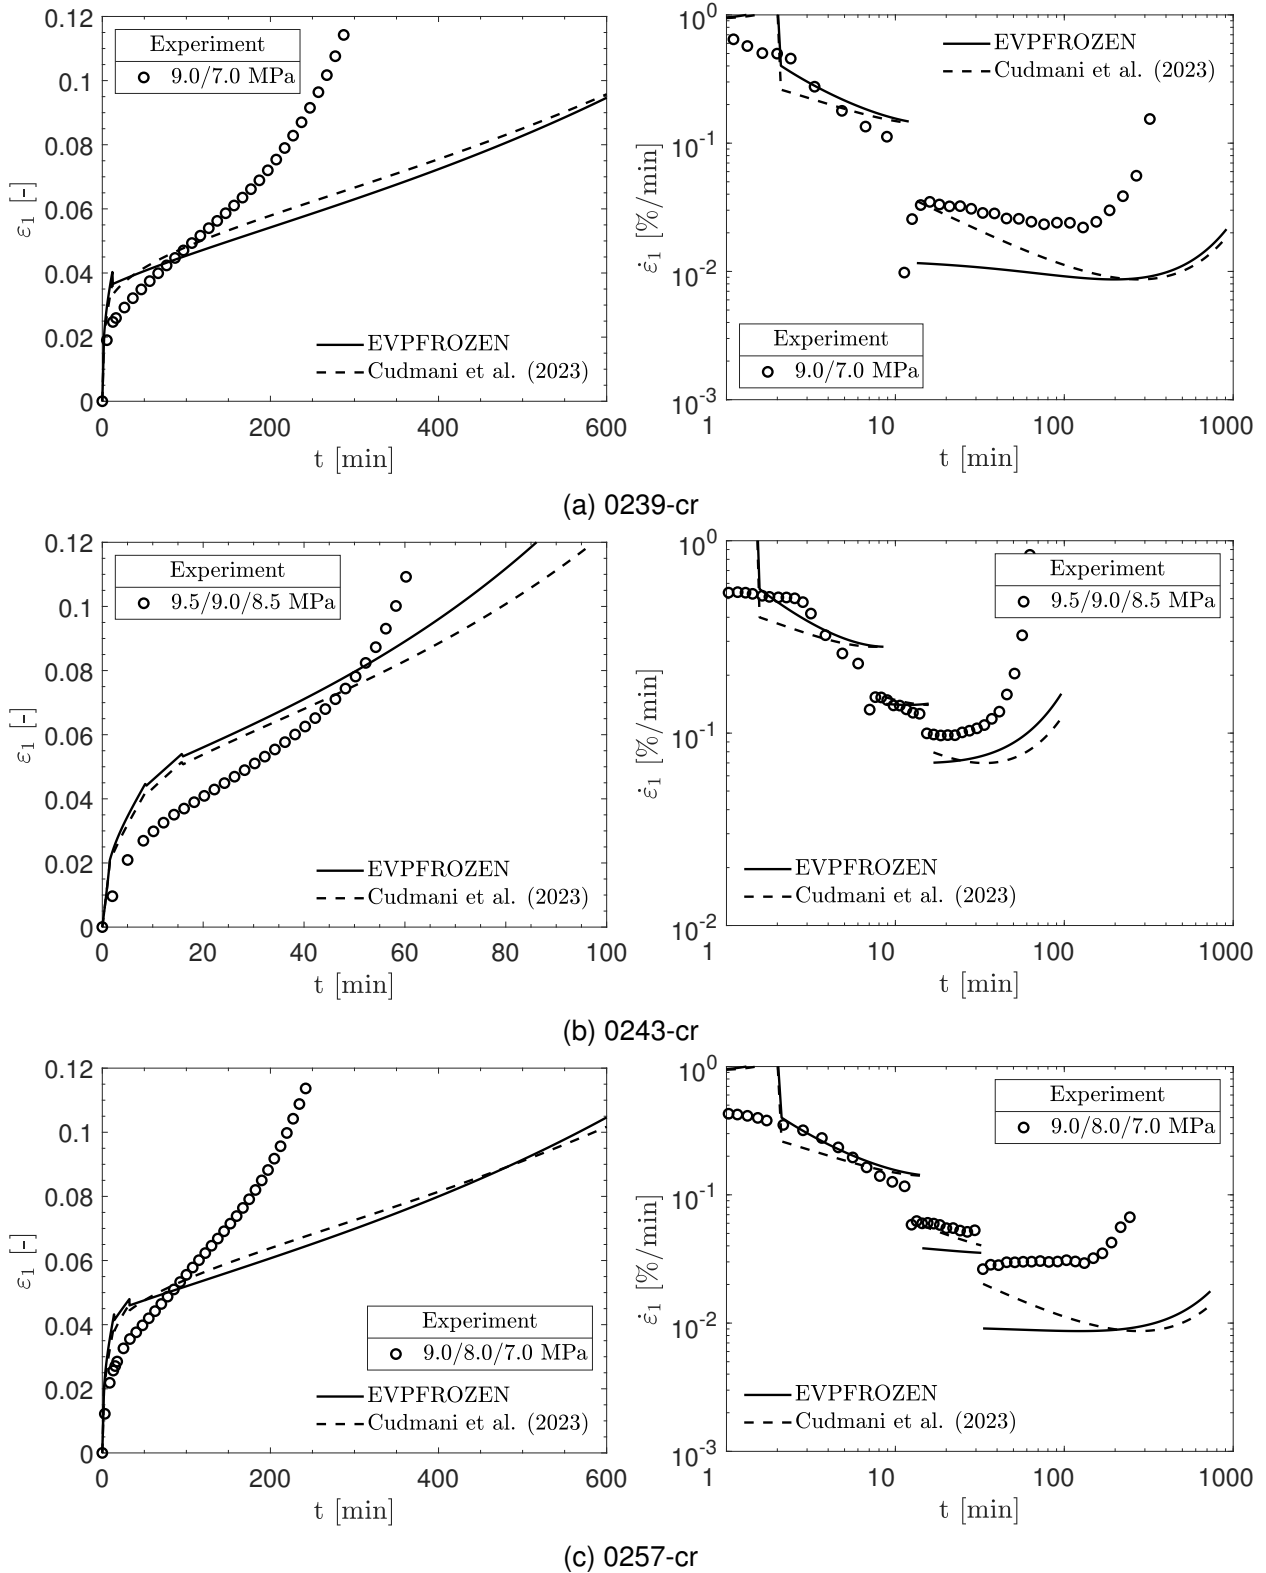 0.12
0.1
0.08
0.06
0.04
0.02
0
ε₁ [-]
Experiment
9.0/7.0 MPa
EVPFROZEN
Cudmani et al. (2023)
0 200 400 600
t [min]
10⁰
10⁻¹
10⁻²
10⁻³
ε̇₁ [%/min]
EVPFROZEN
Cudmani et al. (2023)
Experiment
9.0/7.0 MPa
1 10 100 1000
t [min]
(a) 0239-cr
0.12
0.1
0.08
0.06
0.04
0.02
0
ε₁ [-]
Experiment
9.5/9.0/8.5 MPa
EVPFROZEN
Cudmani et al. (2023)
0 20 40 60 80 100
t [min]
10⁰
10⁻¹
10⁻²
ε̇₁ [%/min]
Experiment
9.5/9.0/8.5 MPa
EVPFROZEN
Cudmani et al. (2023)
1 10 100 1000
t [min]
(b) 0243-cr
0.12
0.1
0.08
0.06
0.04
0.02
0
ε₁ [-]
Experiment
9.0/8.0/7.0 MPa
EVPFROZEN
Cudmani et al. (2023)
0 200 400 600
t [min]
10⁰
10⁻¹
10⁻²
10⁻³
ε̇₁ [%/min]
Experiment
9.0/8.0/7.0 MPa
EVPFROZEN
Cudmani et al. (2023)
1 10 100 1000
t [min]
(c) 0257-cr